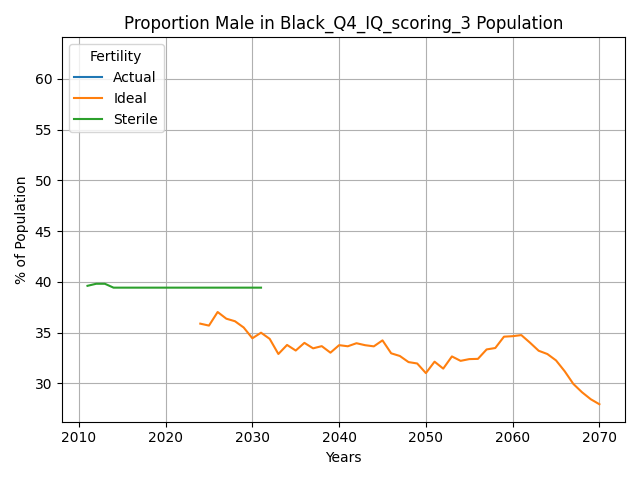 Proportion Male in Black_Q4_IQ_scoring_3 Population
Fertility
Actual
Ideal
Sterile
% of Population
60
55
50
45
40
35
30
2010
2020
2030
2040
2050
2060
2070
Years